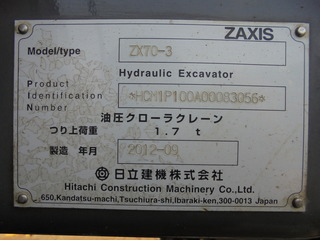 ZAXIS
Model/type ZX70-3
Hydraulic Excavator
Product
Identification *HCM1P100A00083056*
Number
油圧クローラクレーン
つり上荷重 1.7 t
製造 年月 2012-09
日立建機株式会社
Hitachi Construction Machinery Co.,Ltd.
650,Kandatsu-machi,Tsuchiura-shi,Ibaraki-ken,300-0013 Japan